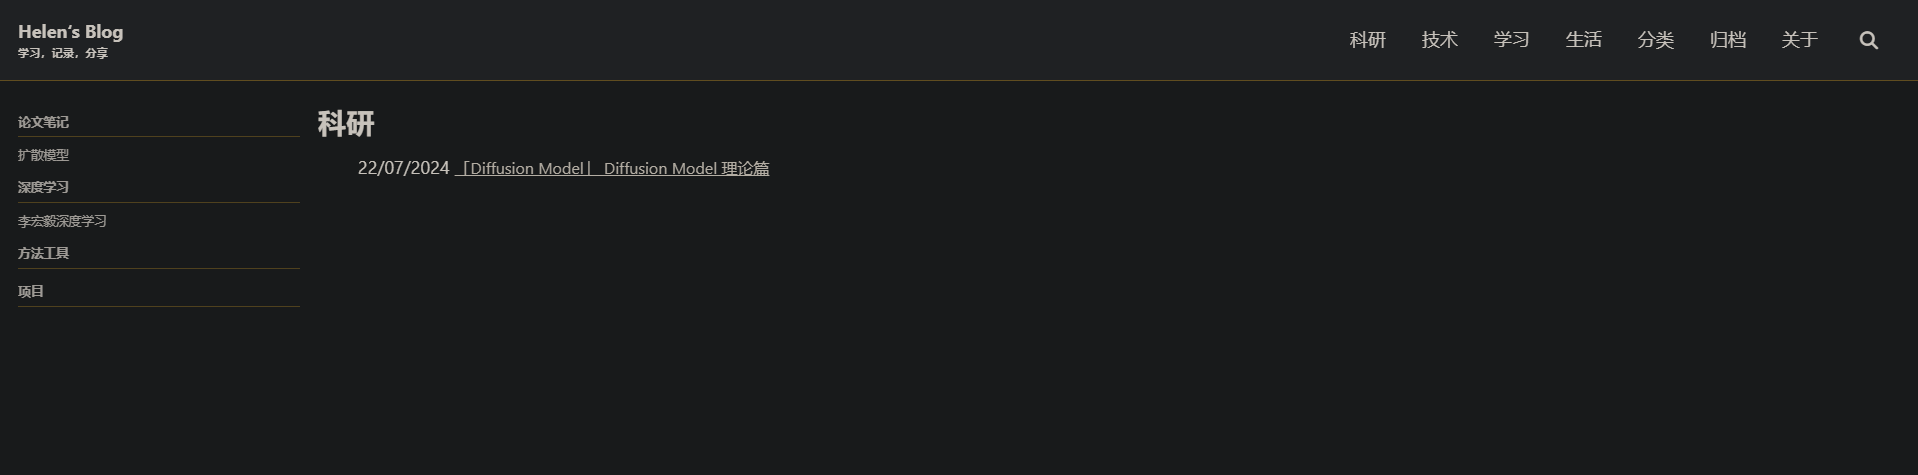 Helen‘s Blog
学习，记录，分享
科研 技术 学习 生活 分类 归档 关于
论文笔记
扩散模型
深度学习
李宏毅深度学习
方法工具
项目
科研
22/07/2024 「Diffusion Model」 Diffusion Model 理论篇